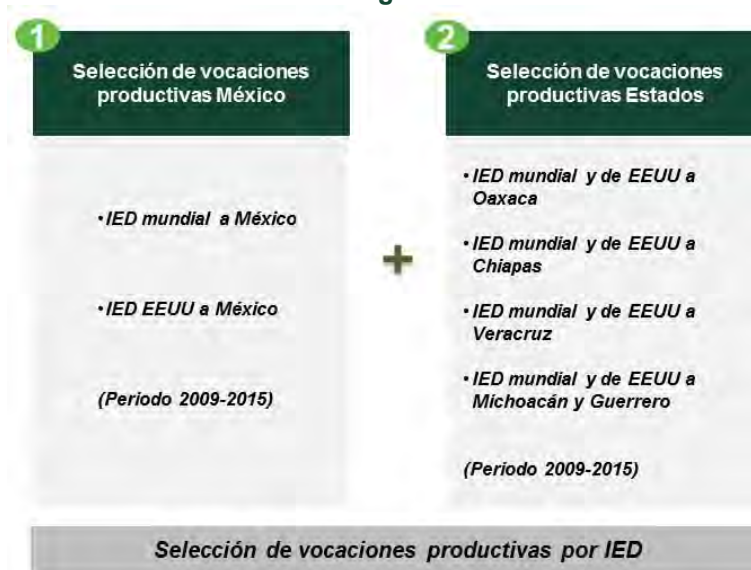 1
Selección de vocaciones
productivas México
•IED mundial a México
•IED EEUU a México
(Periodo 2009-2015)
+
2
Selección de vocaciones
productivas Estados
•IED mundial y de EEUU a
Oaxaca
•IED mundial y de EEUU a
Chiapas
•IED mundial y de EEUU a
Veracruz
•IED mundial y de EEUU a
Michoacán y Guerrero
(Periodo 2009-2015)
Selección de vocaciones productivas por IED